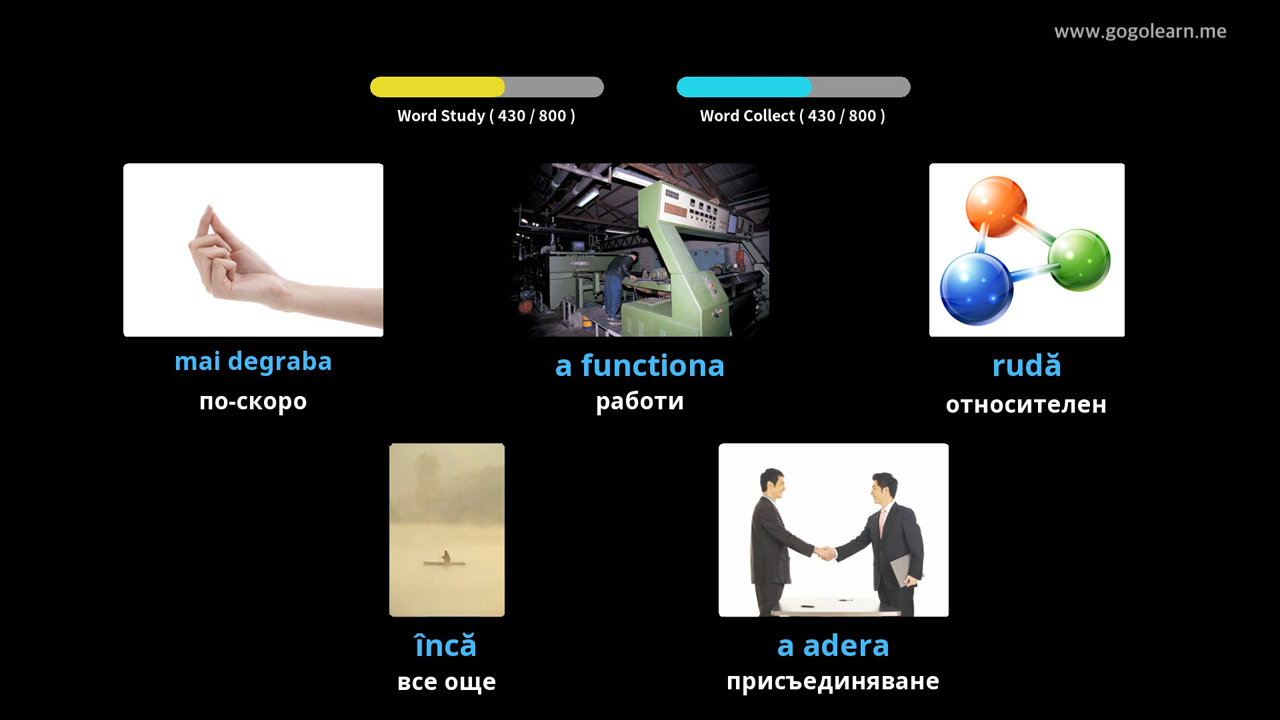 www.gogolearn.me
Word Study ( 430 / 800 )
Word Collect ( 430 / 800 )
mai degraba
по-скоро
a functiona
работи
rudă
относителен
încă
все още
a adera
присъединяване